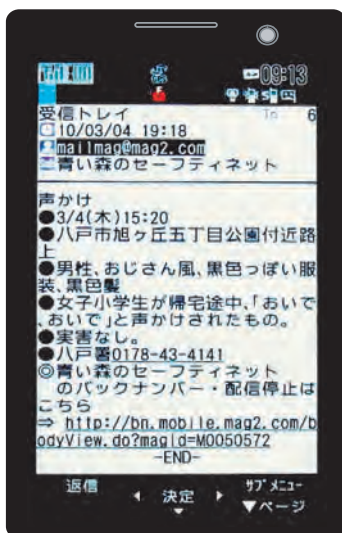 09:13
受信トレイ To 6
10/03/04 19:18
mailmag@mag2.com
青い森のセーフティネット
声かけ
●3/4(木)15:20
●八戸市旭ヶ丘五丁目公園付近路
上
●男性、おじさん風、黒色っぽい服
装、黒色髪
●女子小学生が帰宅途中、「おいで
、おいで」と声かけされたもの。
●実害なし。
●八戸署0178-43-4141
◎青い森のセーフティネット
のバックナンバー・配信停止は
こちら
⇒ http://bn.mobile.mag2.com/b
odyView.do?magId=M0050572
-END-
返信 決定 サブメニュー
▼ページ